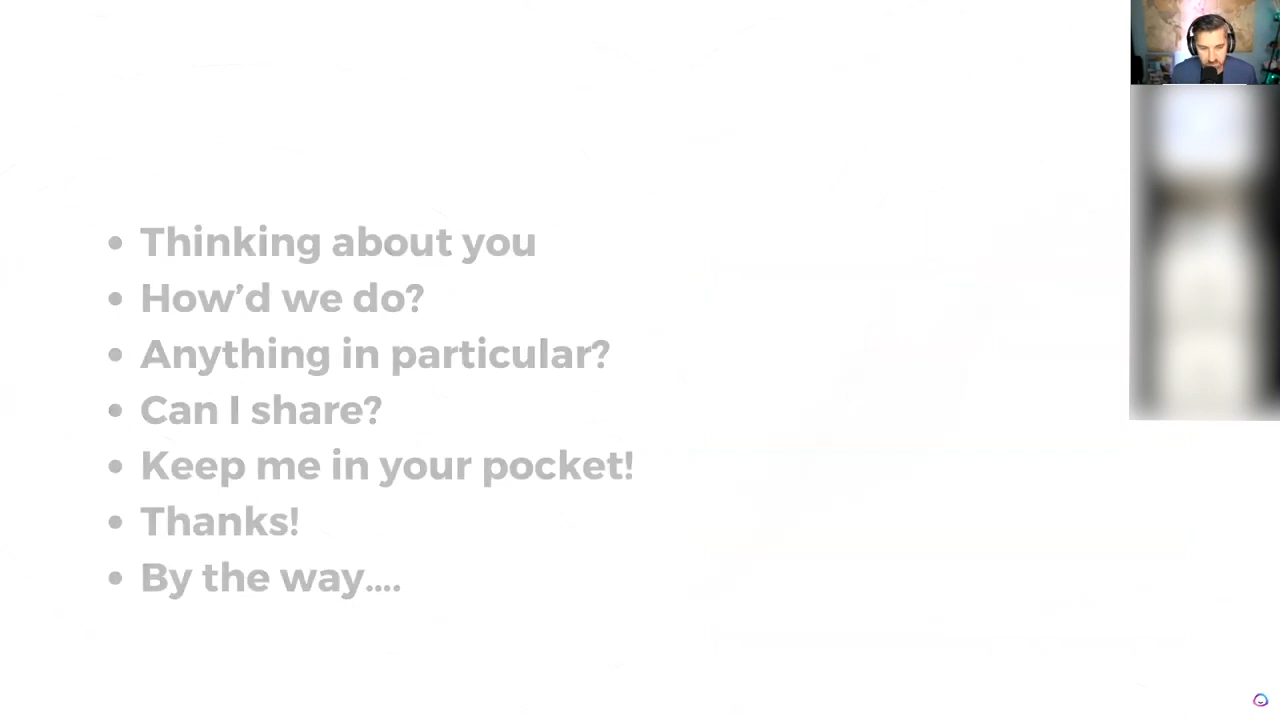 • Thinking about you
• How’d we do?
• Anything in particular?
• Can I share?
• Keep me in your pocket!
• Thanks!
• By the way....